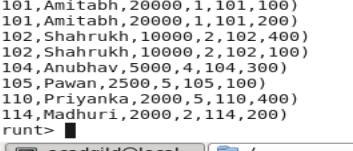 101,Amitabh,20000,1,101,100)
101,Amitabh,20000,1,101,200)
102,Shahrukh,10000,2,102,400)
102,Shahrukh,10000,2,102,100)
104,Anubhav,5000,4,104,300)
105,Pawan,2500,5,105,100)
110,Priyanka,2000,5,110,400)
114,Madhuri,2000,2,114,200)
runt>